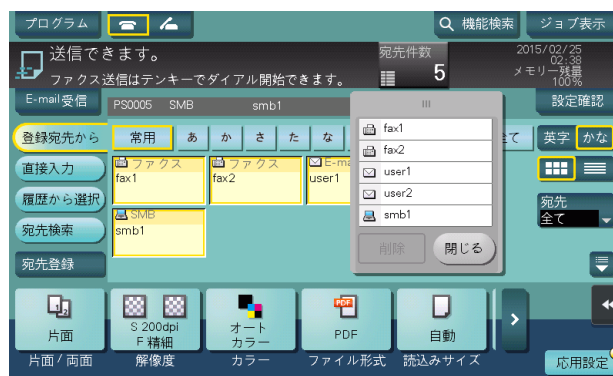 プログラム
機能検索
ジョブ表示
送信できます。
ファクス送信はテンキーでダイアル開始できます。
宛先件数
5
2015/02/25
02:38
メモリー残量
100%
E-mail受信
PS0005 SMB smb1
設定確認
登録宛先から
常用
あ
か
さ
た
な
全て
英字
かな
直接入力
履歴から選択
宛先検索
宛先登録
ファクス
fax1
ファクス
fax2
E-ma
user1
SMB
smb1
fax1
fax2
user1
user2
smb1
削除
閉じる
宛先
全て
片面
S 200dpi
F 精細
オート
カラー
PDF
自動
片面 / 両面
解像度
カラー
ファイル形式
読込みサイズ
応用設定